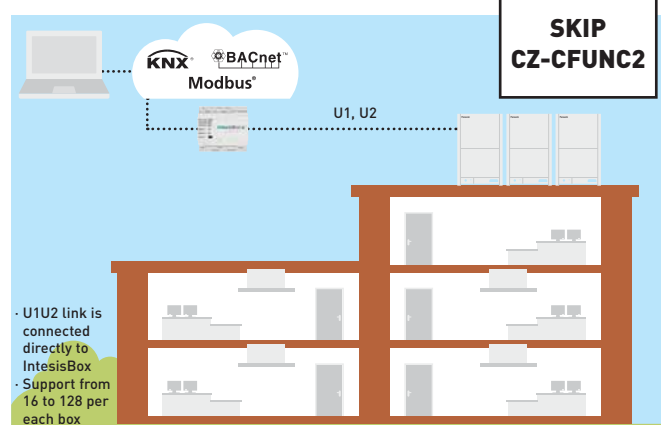 SKIP
CZ-CFUNC2
KNX®
BACnet™
Modbus®
U1, U2
· U1U2 link is
connected
directly to
IntesisBox
· Support from
16 to 128 per
each box